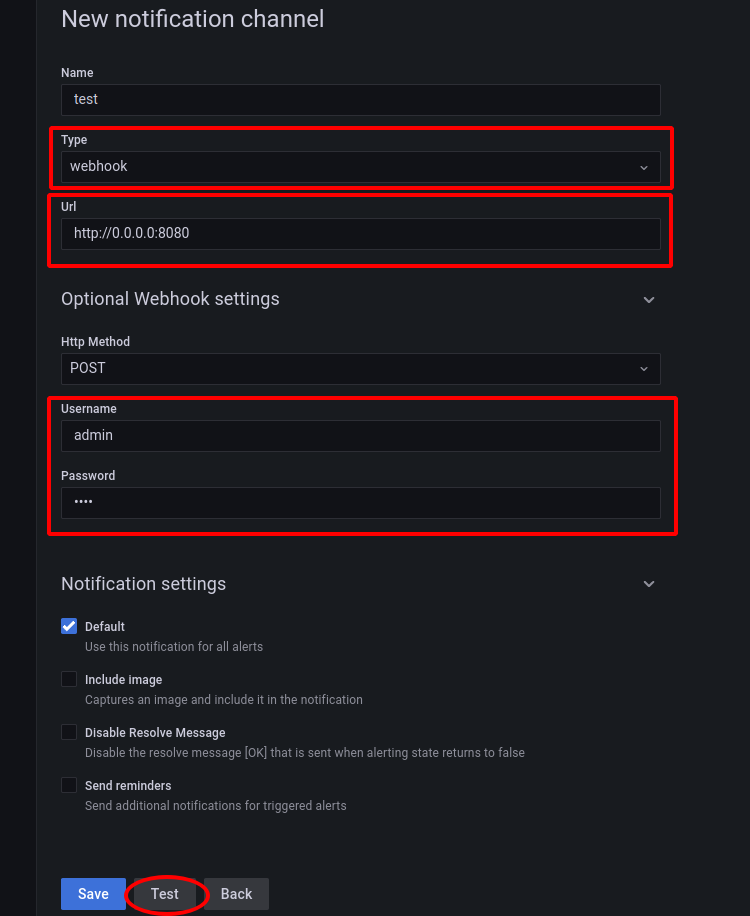 New notification channel
Name
test
Type
webhook
Url
http://0.0.0.0:8080
Optional Webhook settings
Http Method
POST
Username
admin
Password
••••
Notification settings
Default
Use this notification for all alerts
Include image
Captures an image and include it in the notification
Disable Resolve Message
Disable the resolve message [OK] that is sent when alerting state returns to false
Send reminders
Send additional notifications for triggered alerts
Save Test Back